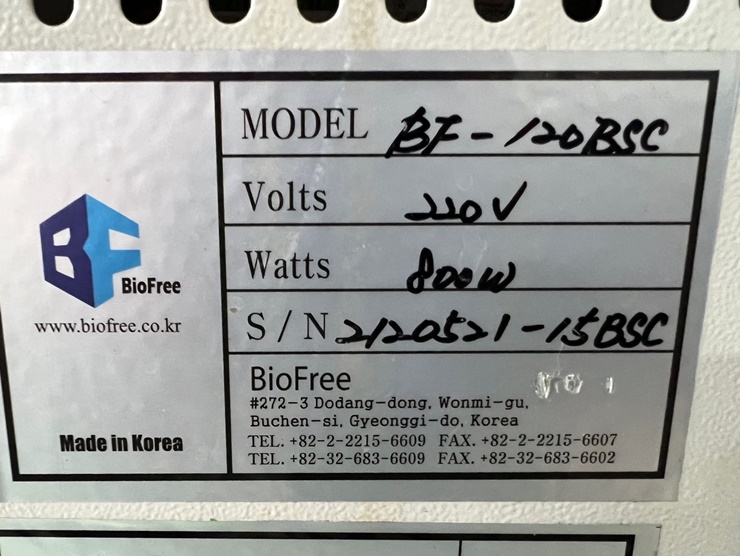 MODEL BF-120BSC
Volts 220V
Watts 800W
S/N 2120521-15BSC
BF
BioFree
www.biofree.co.kr
Made in Korea
BioFree
#272-3 Dodang-dong, Wonmi-gu,
Buchen-si, Gyeonggi-do, Korea
TEL. +82-2-2215-6609 FAX. +82-2-2215-6607
TEL. +82-32-683-6609 FAX. +82-32-683-6602